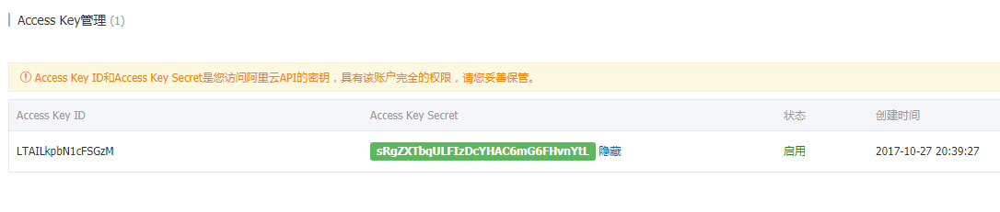 Access Key管理 (1)
Access Key ID和Access Key Secret是您访问阿里云API的密钥，具有该账户完全的权限，请您妥善保管。
Access Key ID Access Key Secret 状态 创建时间
LTAILkpbN1cFSGzM sRgZXTbqULFIzDcYHAC6mG6FHvnYtL 隐藏 启用 2017-10-27 20:39:27